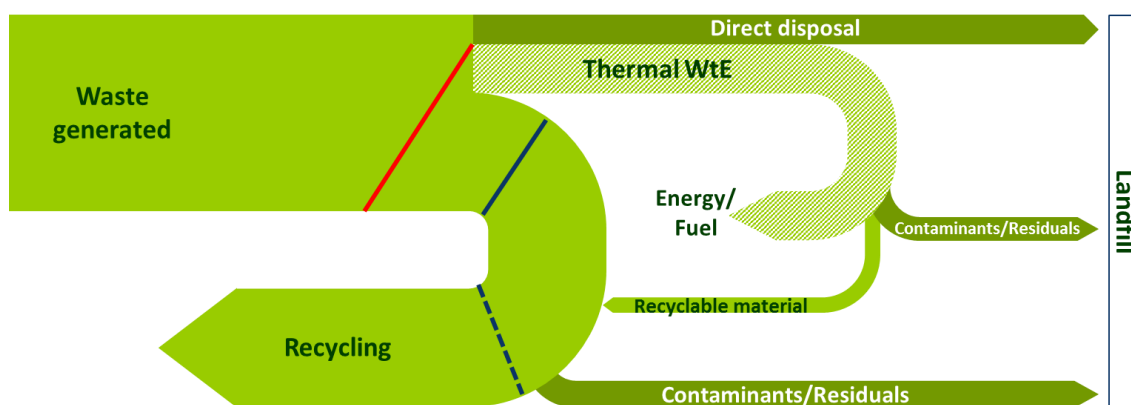 Direct disposal
Thermal WtE
Waste
generated
Energy/
Fuel
Contaminants/Residuals
Landfill
Recyclable material
Recycling
Contaminants/Residuals